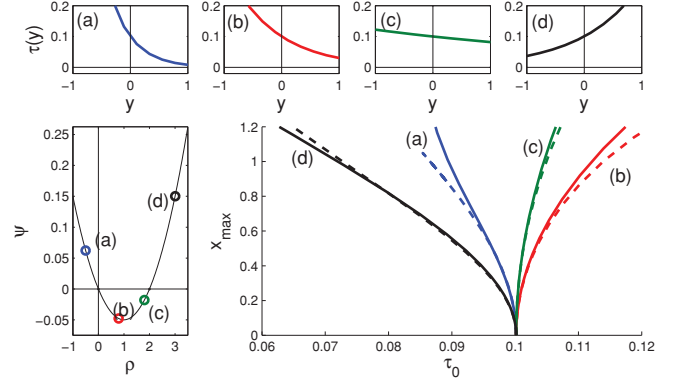 (a) (b) (c) (d)
0.2 0.2 0.2 0.2
τ(y)
0.1 0.1 0.1 0.1
0 0 0 0
−1 0 1 −1 0 1 −1 0 1 −1 0 1
y y y y
0.25
0.2
0.15
0.1
0.05
0
−0.05
ψ
(a)
(b)
(c)
(d)
−1 0 1 2 3
ρ
1.2
1
0.8
0.6
0.4
0.2
0
x max
(d)
(a)
(c)
(b)
0.06 0.07 0.08 0.09 0.1 0.11 0.12
τ0